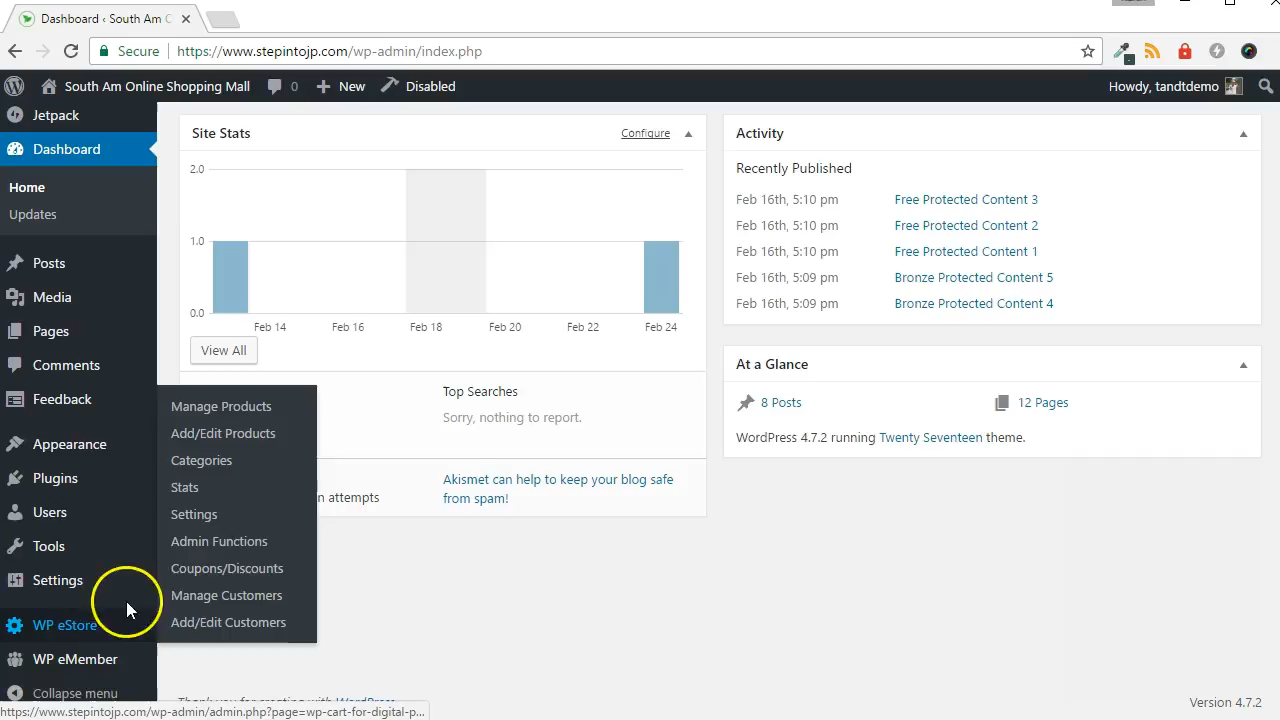 Dashboard ‹ South Am C
Secure https://www.stepintojp.com/wp-admin/index.php
South Am Online Shopping Mall 0 New Disabled Howdy, tandtdemo
Jetpack
Dashboard
Home
Updates
Posts
Media
Pages
Comments
Feedback
Appearance
Plugins
Users
Tools
Settings
WP eStore
WP eMember
Collapse menu
Manage Products
Add/Edit Products
Categories
Stats
Settings
Admin Functions
Coupons/Discounts
Manage Customers
Add/Edit Customers
Site Stats Configure
2.0
1.0
0.0
Feb 14 Feb 16 Feb 18 Feb 20 Feb 22 Feb 24
View All
Top Searches
Sorry, nothing to report.
n attempts
Akismet can help to keep your blog safe
from spam!
Activity
Recently Published
Feb 16th, 5:10 pm Free Protected Content 3
Feb 16th, 5:10 pm Free Protected Content 2
Feb 16th, 5:10 pm Free Protected Content 1
Feb 16th, 5:09 pm Bronze Protected Content 5
Feb 16th, 5:09 pm Bronze Protected Content 4
At a Glance
8 Posts 12 Pages
WordPress 4.7.2 running Twenty Seventeen theme.
Thank you for creating with WordPress
Version 4.7.2
https://www.stepintojp.com/wp-admin/admin.php?page=wp-cart-for-digital-p...